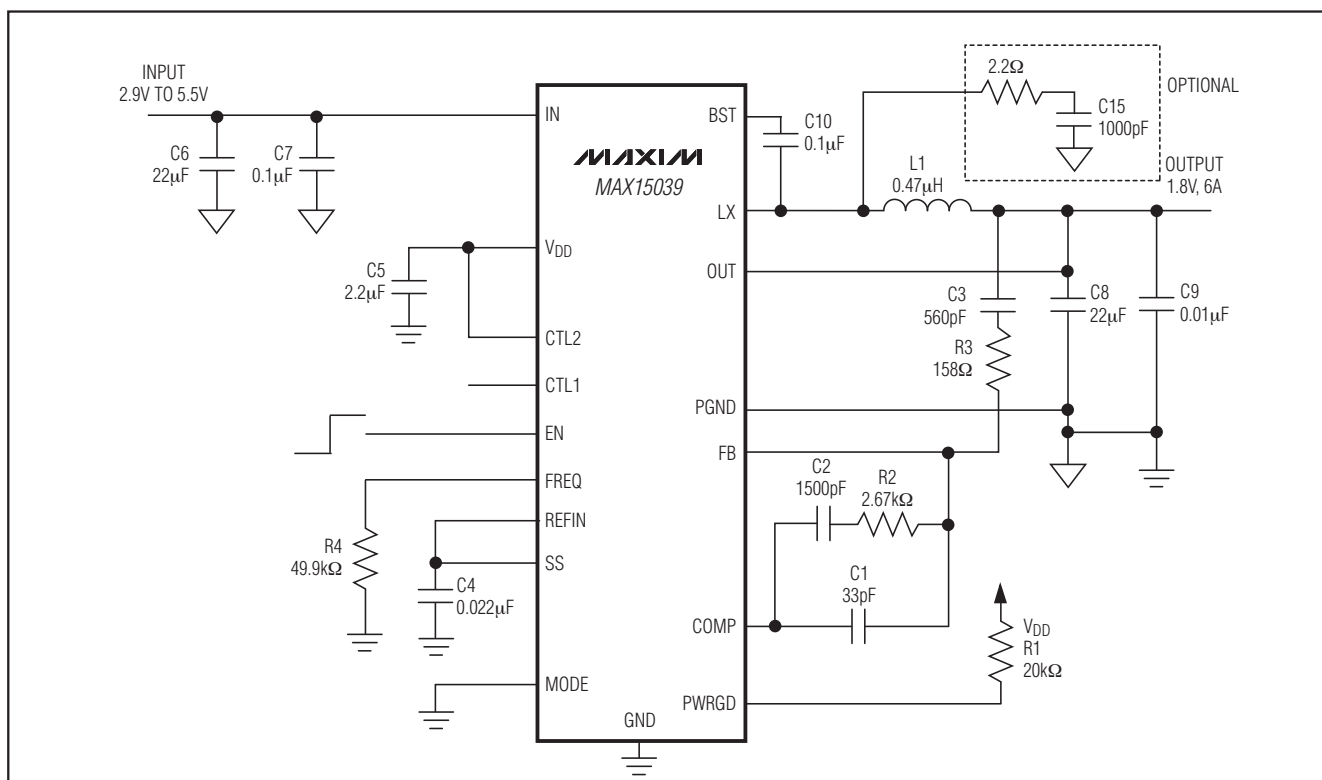 INPUT
2.9V TO 5.5V
C6
22µF
C7
0.1µF
IN
VDD
C5
2.2µF
CTL2
CTL1
EN
FREQ
REFIN
R4
49.9kΩ
SS
C4
0.022µF
MODE
GND
MAXIM
MAX15039
BST
C10
0.1µF
2.2Ω
C15
1000pF
OPTIONAL
L1
0.47µH
OUTPUT
1.8V, 6A
LX
OUT
C3
560pF
C8
22µF
C9
0.01µF
R3
158Ω
PGND
FB
C2
1500pF
R2
2.67kΩ
C1
33pF
COMP
VDD
R1
20kΩ
PWRGD